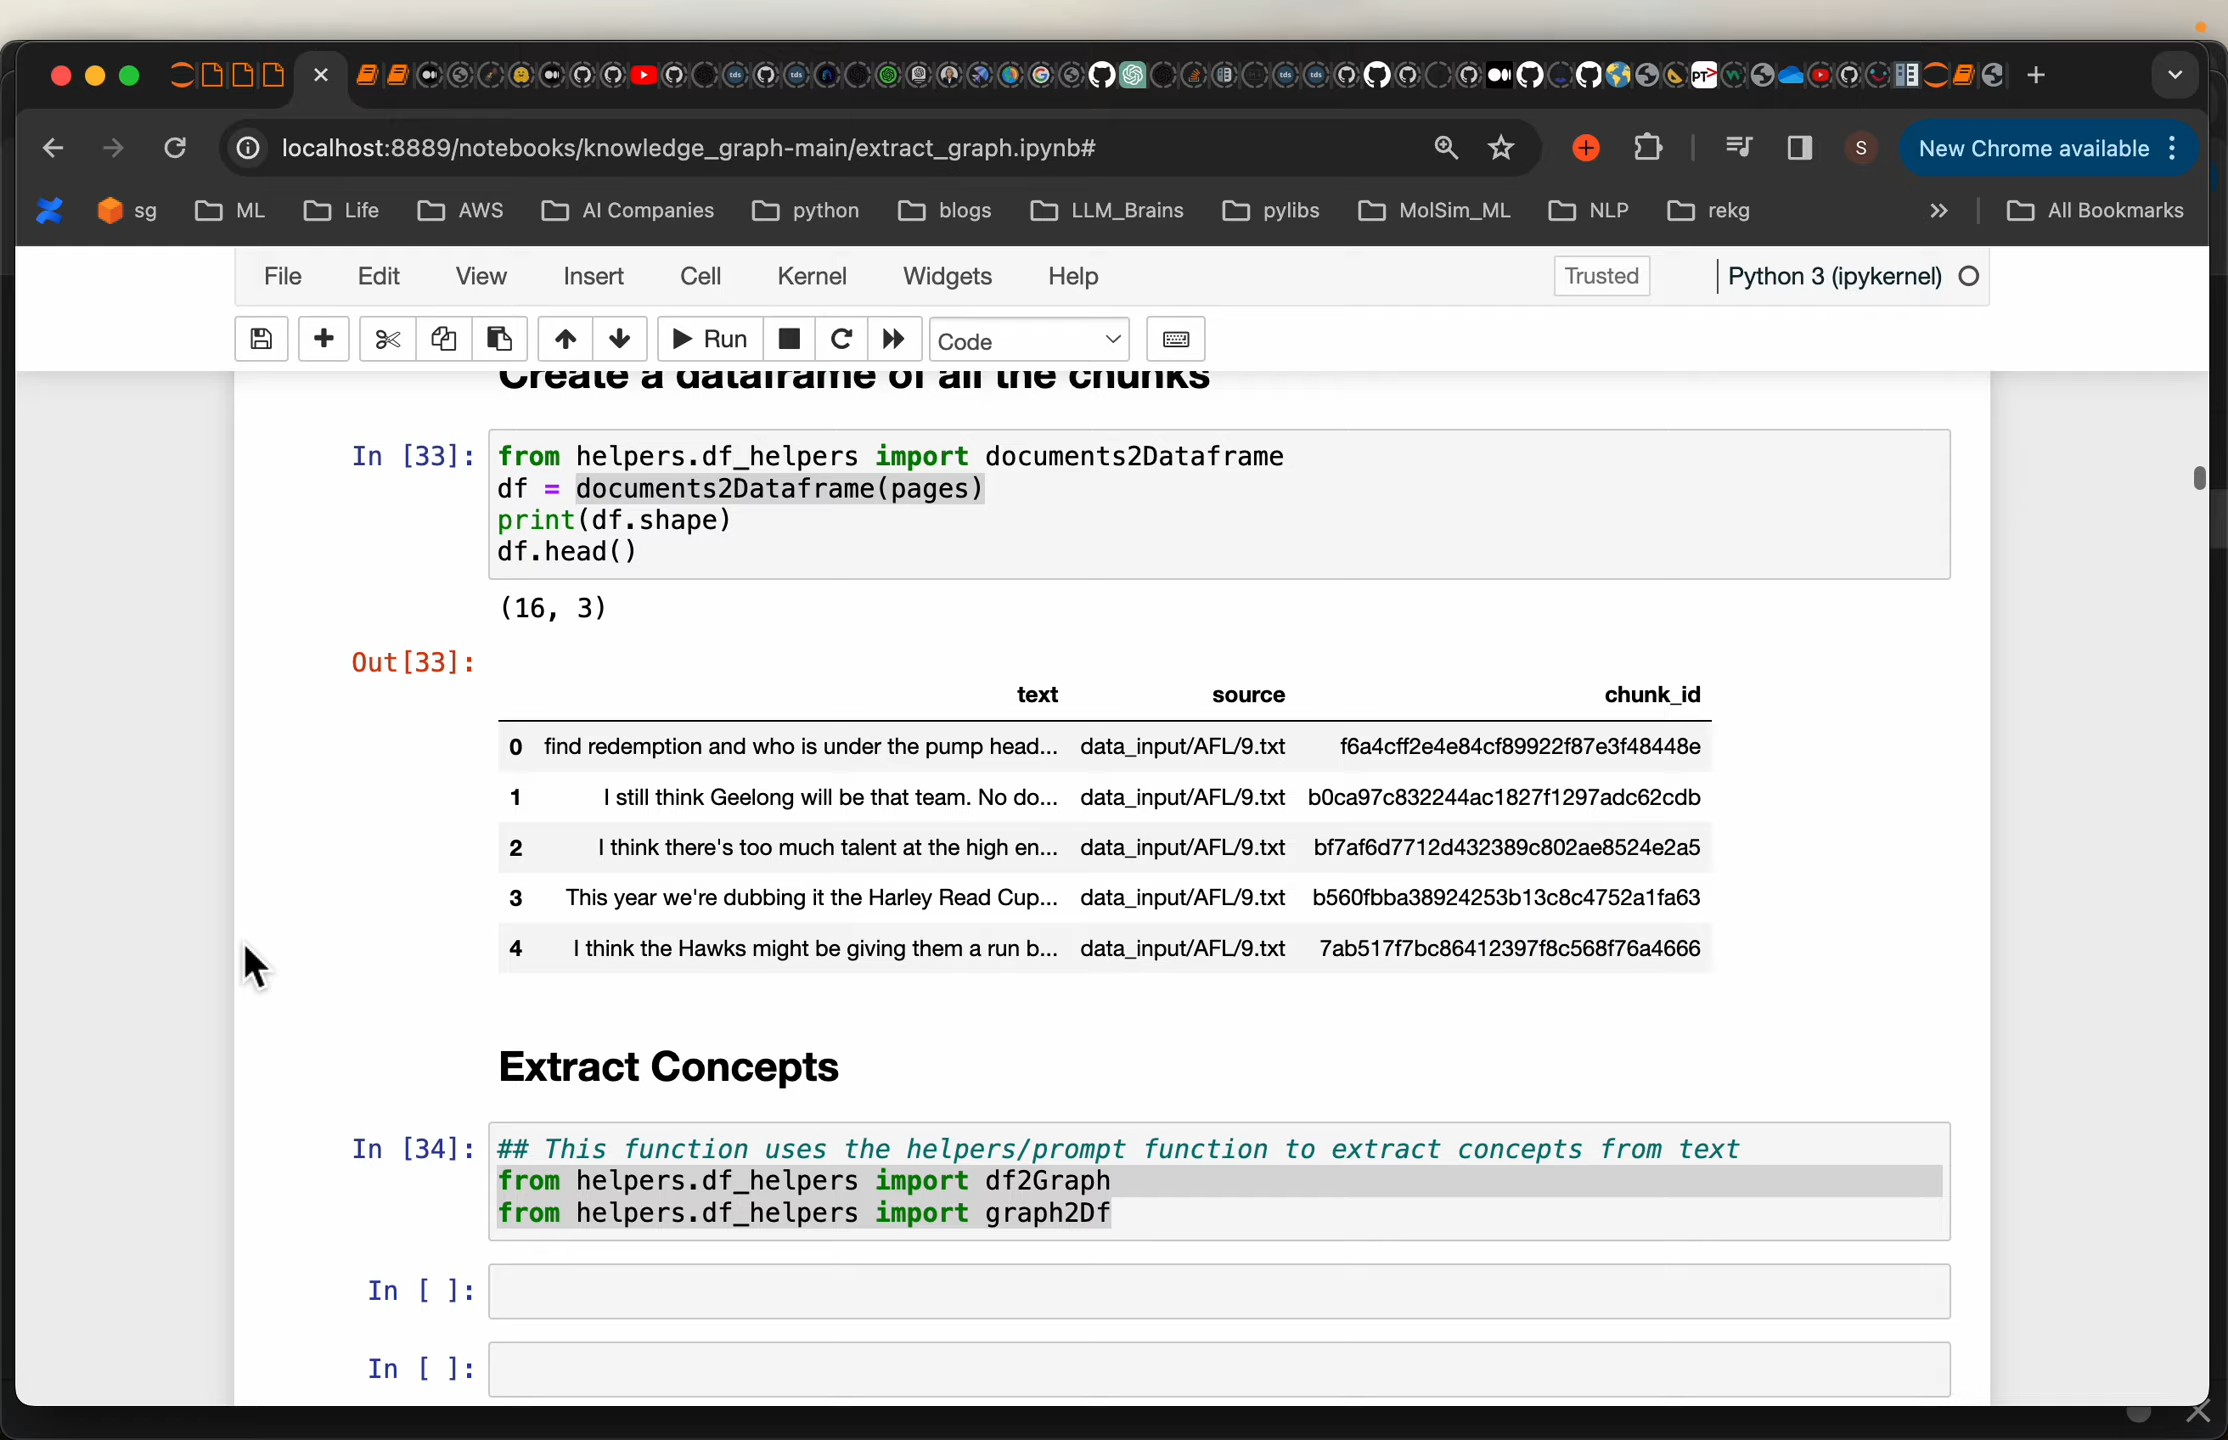 PT>
localhost:8889/notebooks/knowledge_graph-main/extract_graph.ipynb#
S
New Chrome available
sg
ML
Life
AWS
AI Companies
python
blogs
LLM_Brains
pylibs
MolSim_ML
NLP
rekg
All Bookmarks
File Edit View Insert Cell Kernel Widgets Help
Trusted
Python 3 (ipykernel)
Run
Code
Create a dataframe of all the chunks
In [33]:
from helpers.df_helpers import documents2Dataframe
df = documents2Dataframe(pages)
print(df.shape)
df.head()
(16, 3)
Out[33]:
text source chunk_id
0 find redemption and who is under the pump head... data_input/AFL/9.txt f6a4cff2e4e84cf89922f87e3f48448e
1 I still think Geelong will be that team. No do... data_input/AFL/9.txt b0ca97c832244ac1827f1297adc62cdb
2 I think there's too much talent at the high en... data_input/AFL/9.txt bf7af6d7712d432389c802ae8524e2a5
3 This year we're dubbing it the Harley Read Cup... data_input/AFL/9.txt b560fbba38924253b13c8c4752a1fa63
4 I think the Hawks might be giving them a run b... data_input/AFL/9.txt 7ab517f7bc86412397f8c568f76a4666
Extract Concepts
In [34]:
## This function uses the helpers/prompt function to extract concepts from text
from helpers.df_helpers import df2Graph
from helpers.df_helpers import graph2Df
In [ ]:
In [ ]: